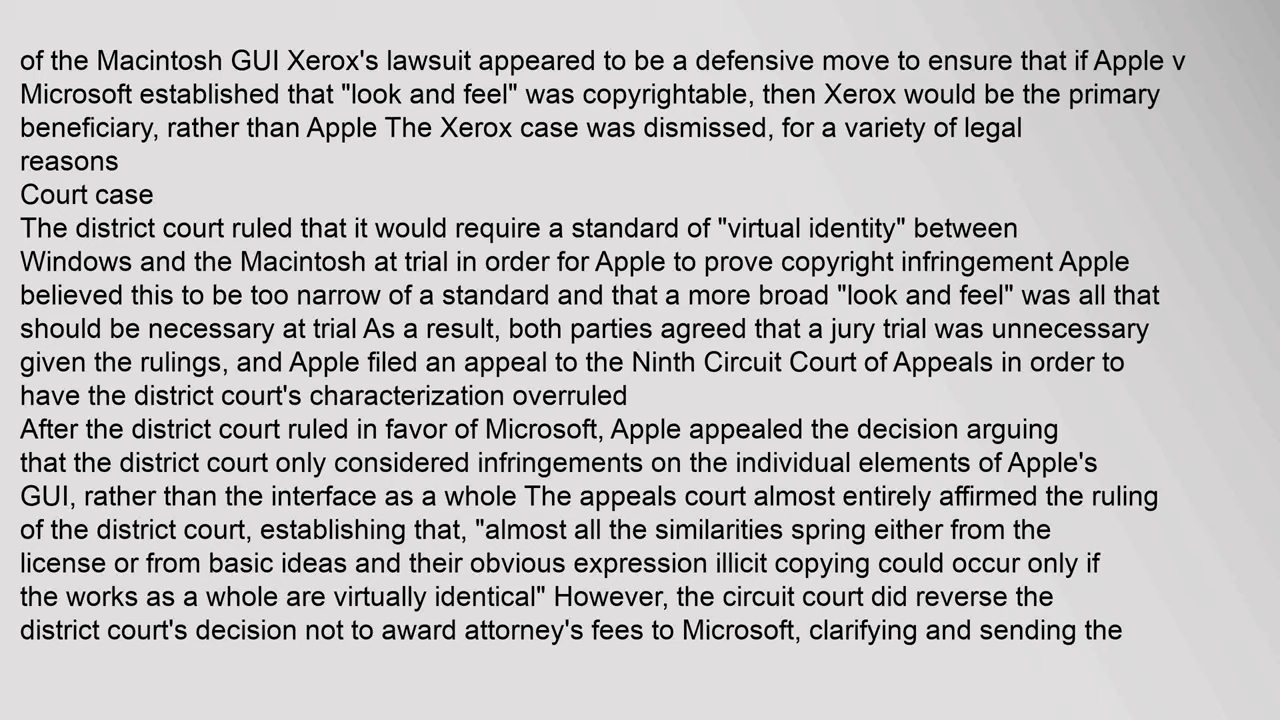 of the Macintosh GUI Xerox's lawsuit appeared to be a defensive move to ensure that if Apple v
Microsoft established that "look and feel" was copyrightable, then Xerox would be the primary
beneficiary, rather than Apple The Xerox case was dismissed, for a variety of legal
reasons
Court case
The district court ruled that it would require a standard of "virtual identity" between
Windows and the Macintosh at trial in order for Apple to prove copyright infringement Apple
believed this to be too narrow of a standard and that a more broad "look and feel" was all that
should be necessary at trial As a result, both parties agreed that a jury trial was unnecessary
given the rulings, and Apple filed an appeal to the Ninth Circuit Court of Appeals in order to
have the district court's characterization overruled
After the district court ruled in favor of Microsoft, Apple appealed the decision arguing
that the district court only considered infringements on the individual elements of Apple's
GUI, rather than the interface as a whole The appeals court almost entirely affirmed the ruling
of the district court, establishing that, "almost all the similarities spring either from the
license or from basic ideas and their obvious expression illicit copying could occur only if
the works as a whole are virtually identical" However, the circuit court did reverse the
district court's decision not to award attorney's fees to Microsoft, clarifying and sending the